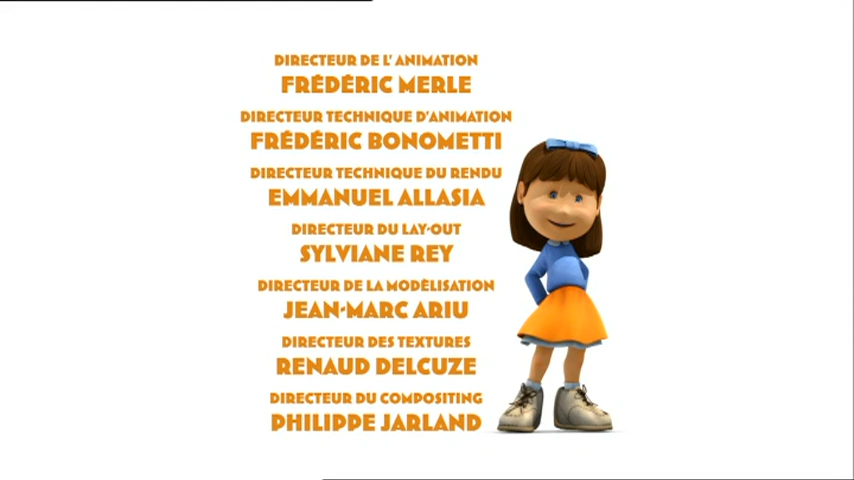 DIRECTEUR DE L' ANIMATION
FRÉDÉRIC MERLE
DIRECTEUR TECHNIQUE D'ANIMATION
FRÉDÉRIC BONOMETTI
DIRECTEUR TECHNIQUE DU RENDU
EMMANUEL ALLASIA
DIRECTEUR DU LAY-OUT
SYLVIANE REY
DIRECTEUR DE LA MODÈLISATION
JEAN-MARC ARIU
DIRECTEUR DES TEXTURES
RENAUD DELCUZE
DIRECTEUR DU COMPOSITING
PHILIPPE JARLAND